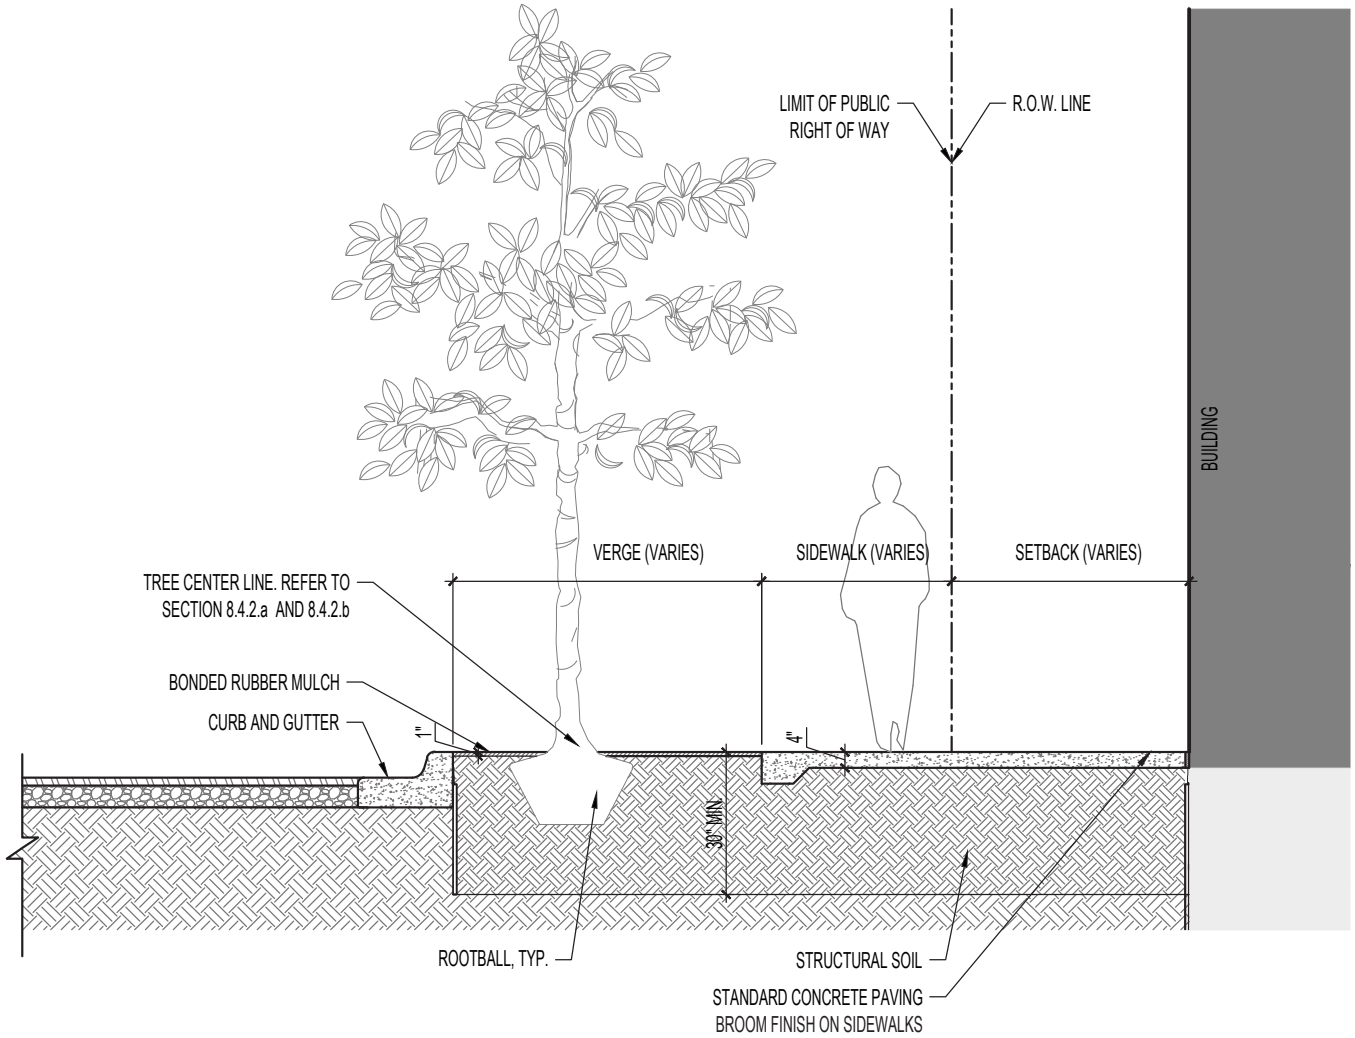 LIMIT OF PUBLIC
RIGHT OF WAY
R.O.W. LINE
BUILDING
VERGE (VARIES)
SIDEWALK (VARIES)
SETBACK (VARIES)
TREE CENTER LINE. REFER TO
SECTION 8.4.2.a AND 8.4.2.b
BONDED RUBBER MULCH
CURB AND GUTTER
1"
4"
30" MIN.
ROOTBALL, TYP.
STRUCTURAL SOIL
STANDARD CONCRETE PAVING
BROOM FINISH ON SIDEWALKS